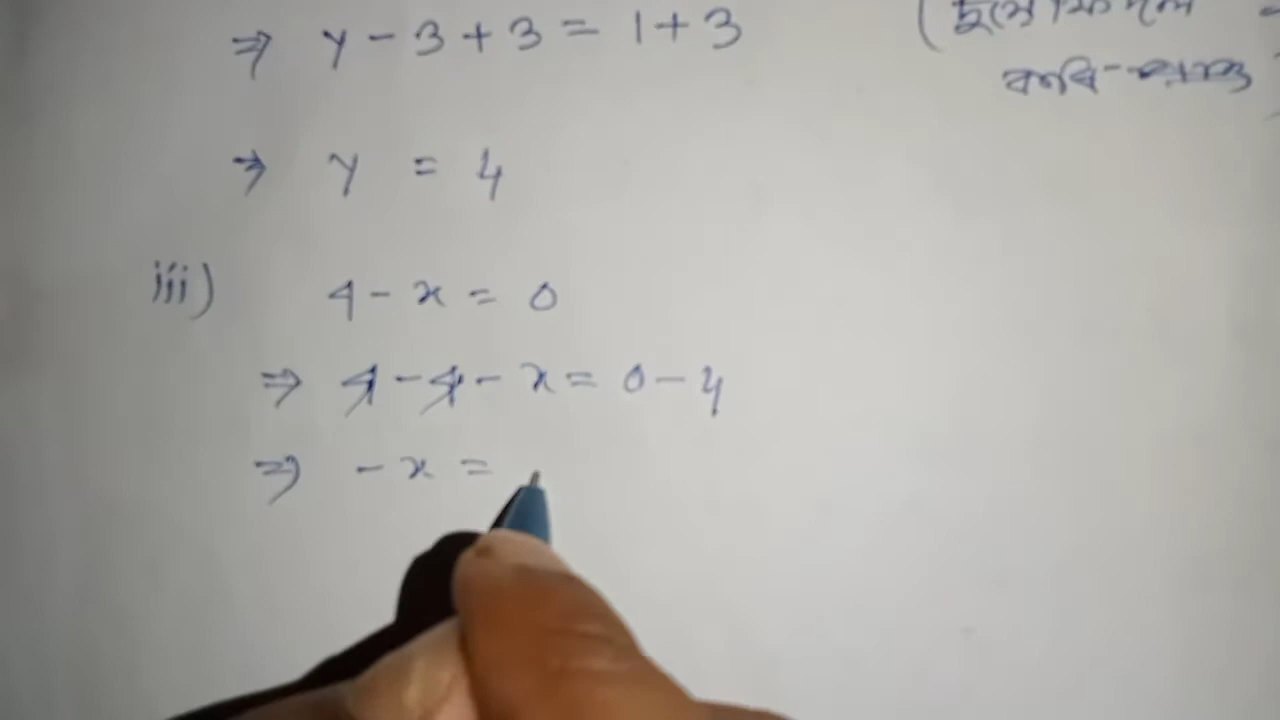 ⇒ y - 3 + 3 = 1 + 3
⇒ y = 4
iii) 4 - x = 0
⇒ 4 - 4 - x = 0 - 4
⇒ - x =